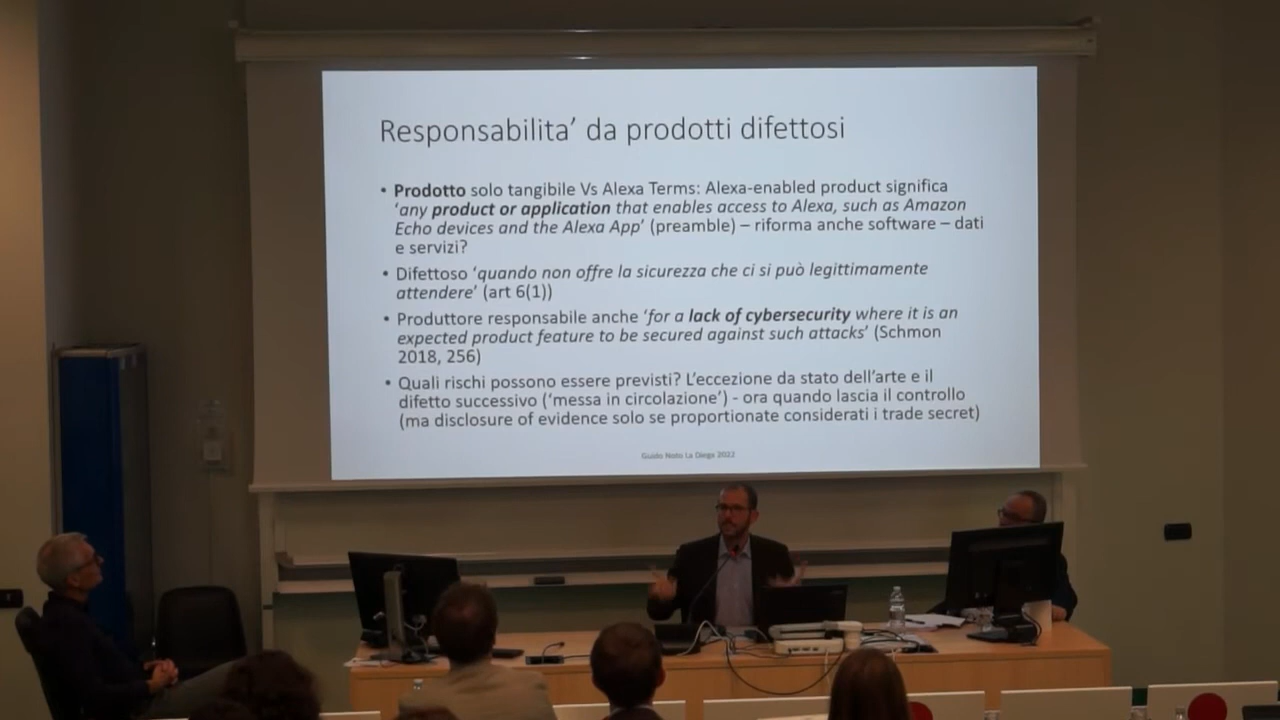 Responsabilita’ da prodotti difettosi
• Prodotto solo tangibile Vs Alexa Terms: Alexa-enabled product significa
‘any product or application that enables access to Alexa, such as Amazon
Echo devices and the Alexa App’ (preamble) – riforma anche software – dati
e servizi?
• Difettoso ‘quando non offre la sicurezza che ci si può legittimamente
attendere’ (art 6(1))
• Produttore responsabile anche ‘for a lack of cybersecurity where it is an
expected product feature to be secured against such attacks’ (Schmon
2018, 256)
• Quali rischi possono essere previsti? L’eccezione da stato dell’arte e il
difetto successivo (‘messa in circolazione’) - ora quando lascia il controllo
(ma disclosure of evidence solo se proportionate considerati i trade secret)
Guido Noto La Diega 2022